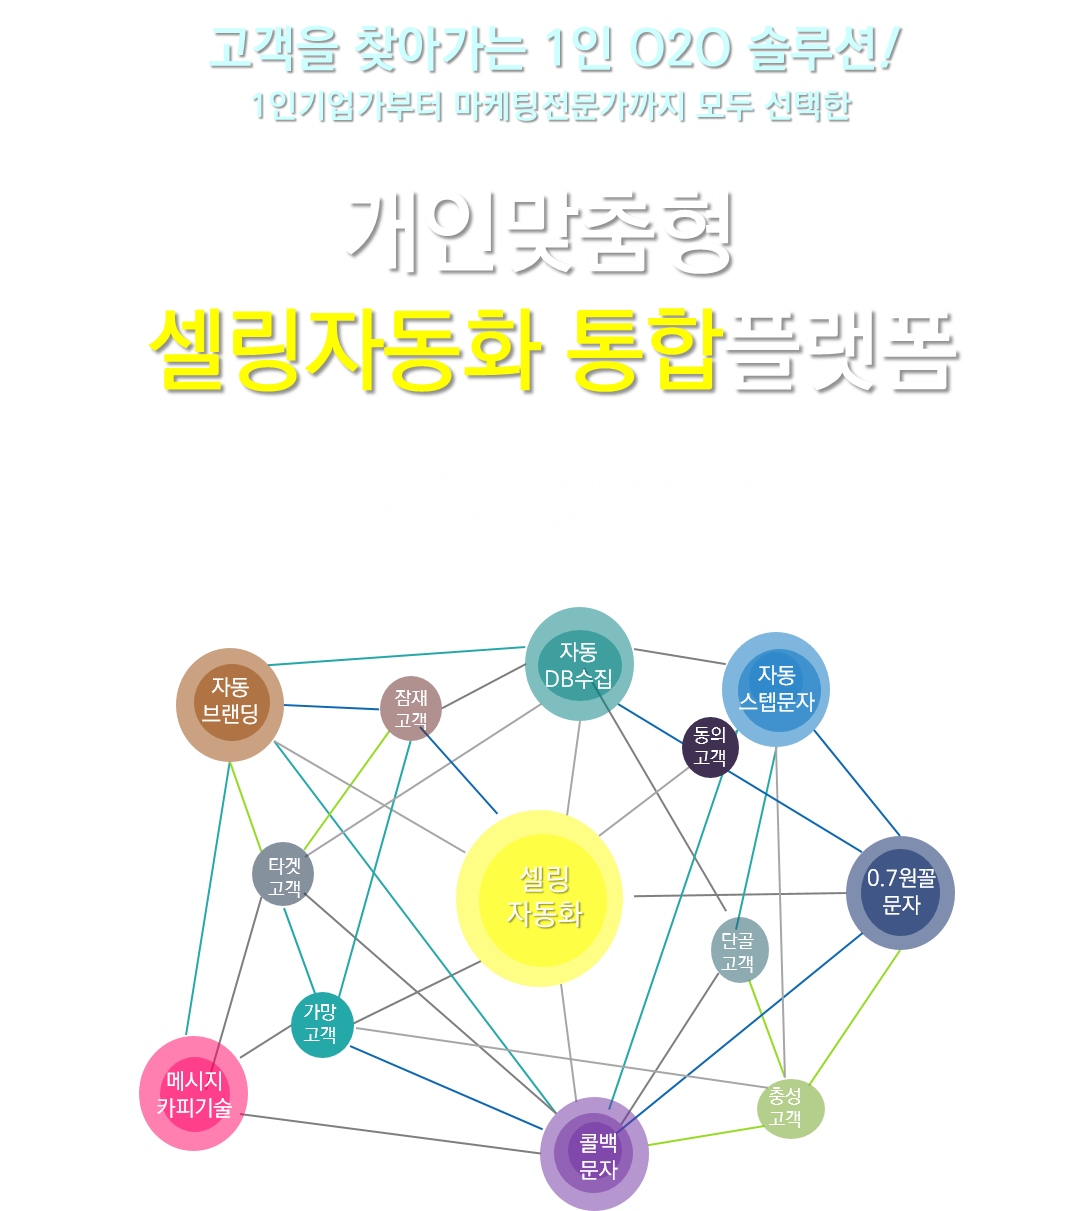 고객을 찾아가는 1인 O2O 솔루션!
1인기업가부터 마케팅전문가까지 모두 선택한
개인맞춤형
셀링자동화 통합플랫폼
자동
DB수집
자동
스텝문자
자동
브랜딩
잠재
고객
동의
고객
타겟
고객
셀링
자동화
0.7원꼴
문자
단골
고객
가망
고객
메시지
카피기술
충성
고객
콜백
문자